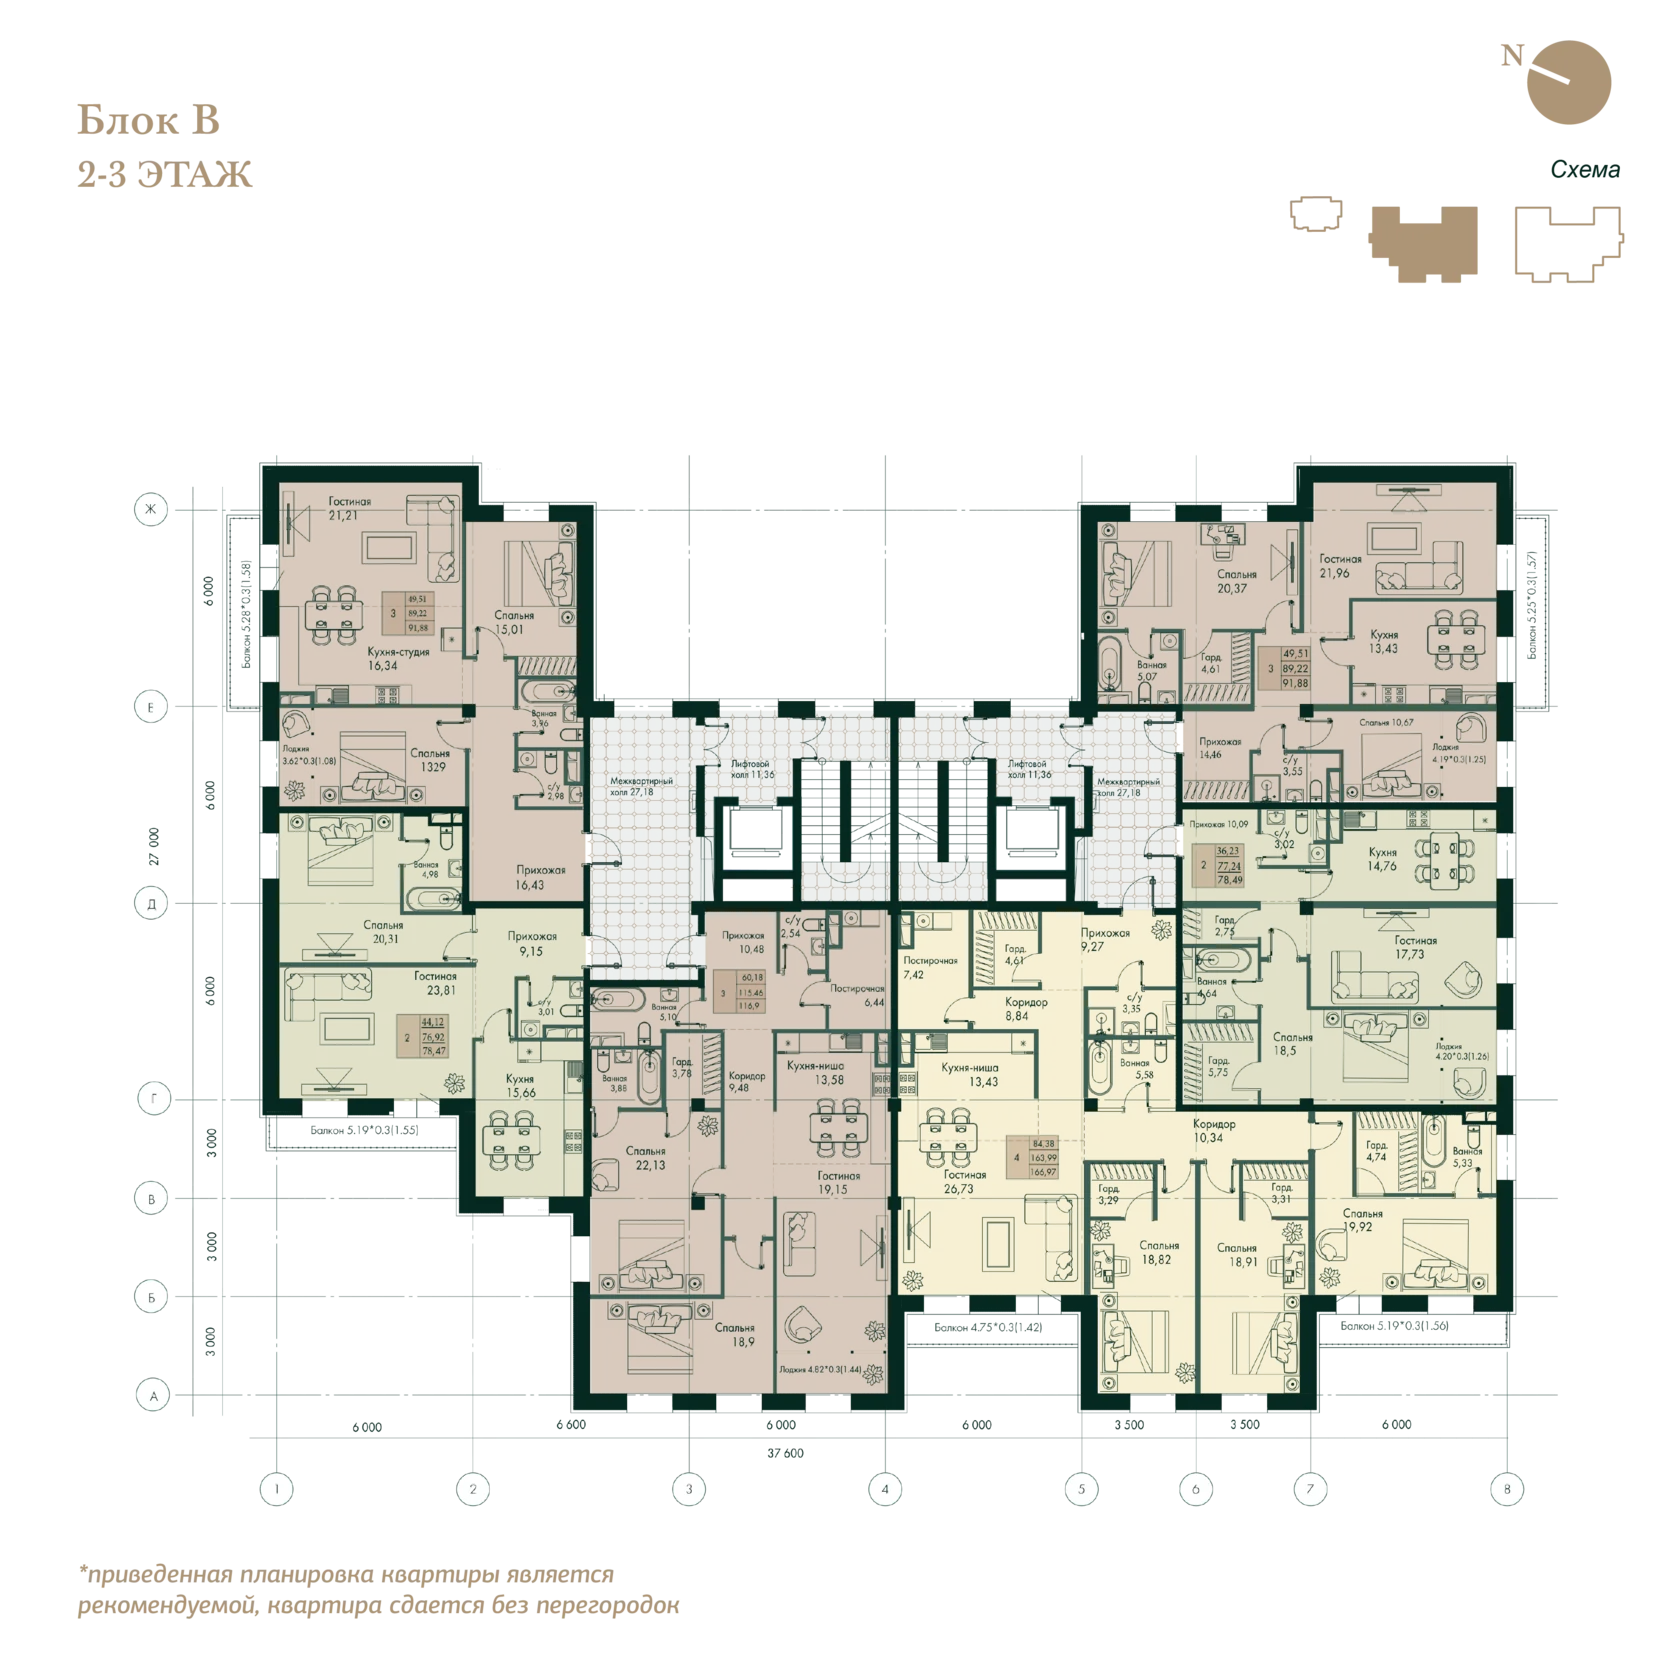 Блок В
2-3 ЭТАЖ
N
Схема
Ж
Е
Д
Г
В
Б
А
6 000
6 000
27 000
6 000
3 000
3 000
3 000
Балкон 5.28*0.3(1.58)
Гостиная
21,21
3
49,51
89,22
91,88
Кухня-студия
16,34
Спальня
15,01
Ванная
3,96
с/у
2,98
Лоджия
3.62*0.3(1.08)
Спальня
1329
Прихожая
16,43
Ванная
4,98
Спальня
20,31
Прихожая
9,15
Гостиная
23,81
2
44,12
76,92
78,47
с/у
3,01
Кухня
15,66
Балкон 5.19*0.3(1.55)
Межквартирный
холл 27,18
Лифтовой
холл 11,36
Лифтовой
холл 11,36
Межквартирный
холл 27,18
Прихожая
10,48
с/у
2,54
3
60,18
115,46
116,9
Постирочная
6,44
Ванная
5,10
Ванная
3,88
Гард.
3,78
Коридор
9,48
Кухня-ниша
13,58
Спальня
22,13
Гостиная
19,15
Спальня
18,9
Лоджия 4.82*0.3(1.44)
Постирочная
7,42
Гард.
4,61
Прихожая
9,27
Коридор
8,84
с/у
3,35
Кухня-ниша
13,43
Ванная
5,58
4
84,38
163,99
166,97
Гостиная
26,73
Коридор
10,34
Гард.
3,29
Гард.
3,31
Спальня
18,82
Спальня
18,91
Гард.
4,74
Ванная
5,33
Спальня
19,92
Балкон 4.75*0.3(1.42)
Балкон 5.19*0.3(1.56)
Спальня
20,37
Гостиная
21,96
Балкон 5.25*0.3(1.57)
Ванная
5,07
Гард.
4,61
3
49,51
89,22
91,88
Кухня
13,43
Прихожая
14,46
с/у
3,55
Спальня 10,67
Лоджия
4.19*0.3(1.25)
Прихожая 10,09
с/у
3,02
2
36,23
77,24
78,49
Кухня
14,76
Гард.
2,75
Гостиная
17,73
Ванная
4,64
Спальня
18,5
Гард.
5,75
Лоджия
4.20*0.3(1.26)
6 000
6 600
6 000
6 000
3 500
3 500
6 000
37 600
1
2
3
4
5
6
7
8
*приведенная планировка квартиры является
рекомендуемой, квартира сдается без перегородок